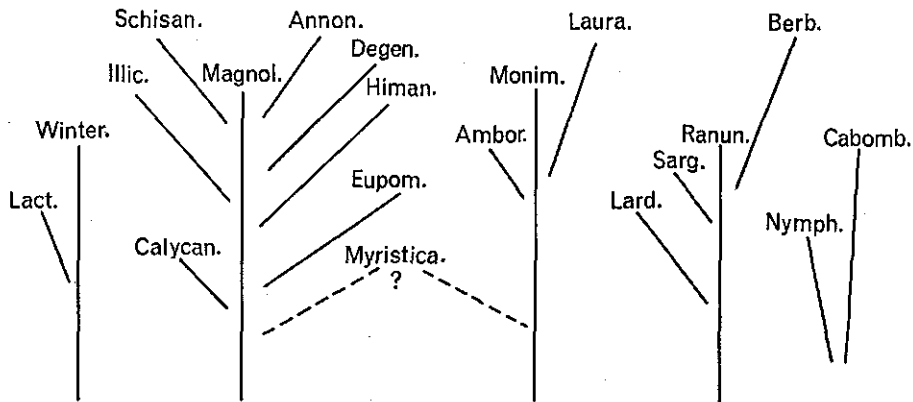 Schisan.
Annon.
Laura.
Berb.
Degen.
Illic.
Magnol.
Monim.
Himan.
Winter.
Ambor.
Ranun.
Cabomb.
Sarg.
Eupom.
Lact.
Lard.
Nymph.
Calycan.
Myristica.
?